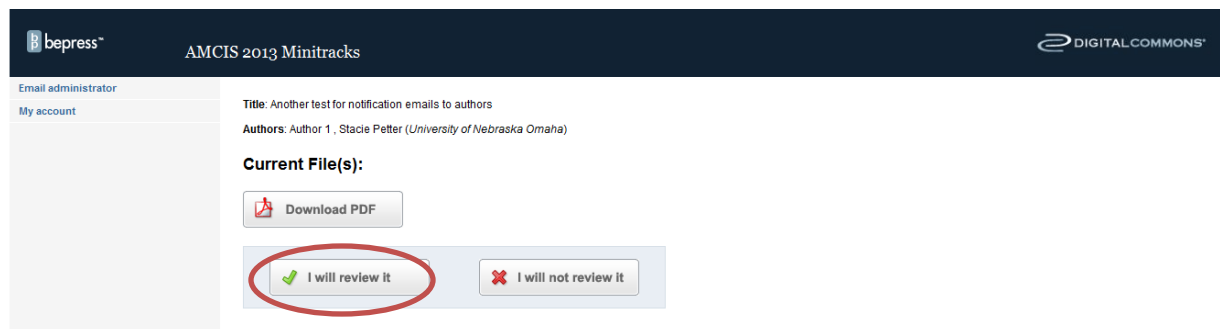 bepress™
AMCIS 2013 Minitracks
DIGITALCOMMONS
Email administrator
My account
Title: Another test for notification emails to authors
Authors: Author 1 , Stacie Petter (University of Nebraska Omaha)
Current File(s):
Download PDF
I will review it
I will not review it